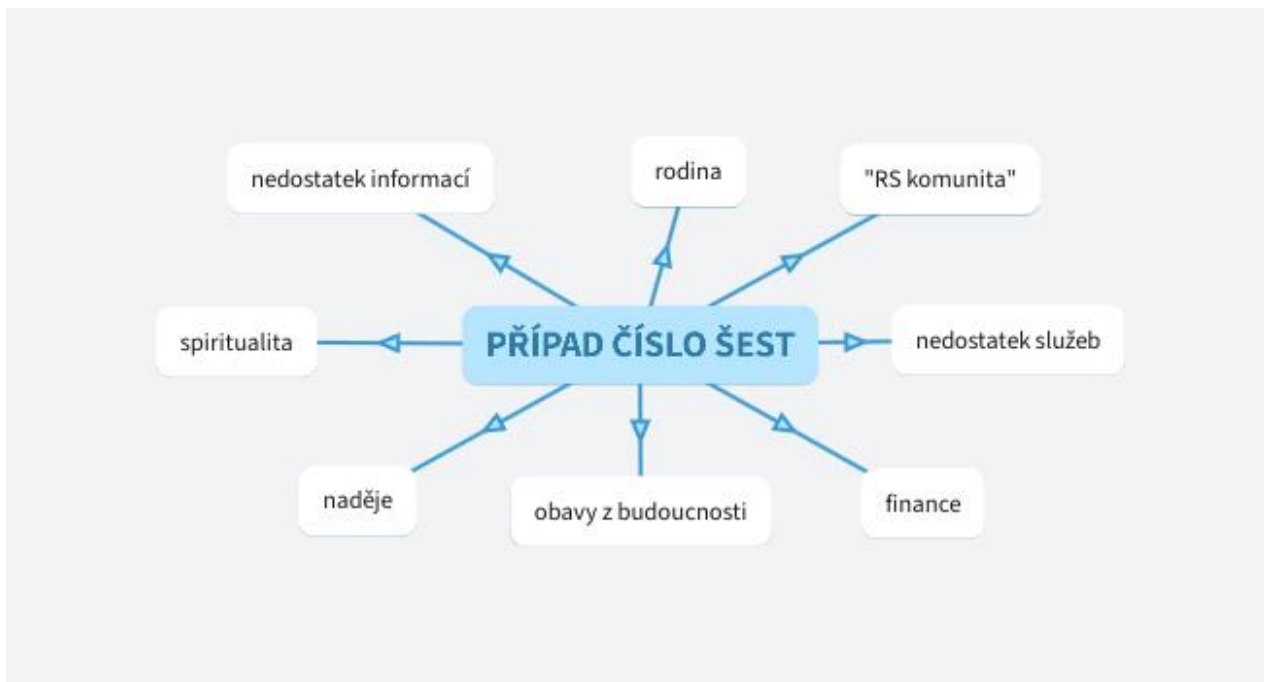 nedostatek informací
rodina
"RS komunita"
spiritualita
PŘÍPAD ČÍSLO ŠEST
nedostatek služeb
naděje
obavy z budoucnosti
finance